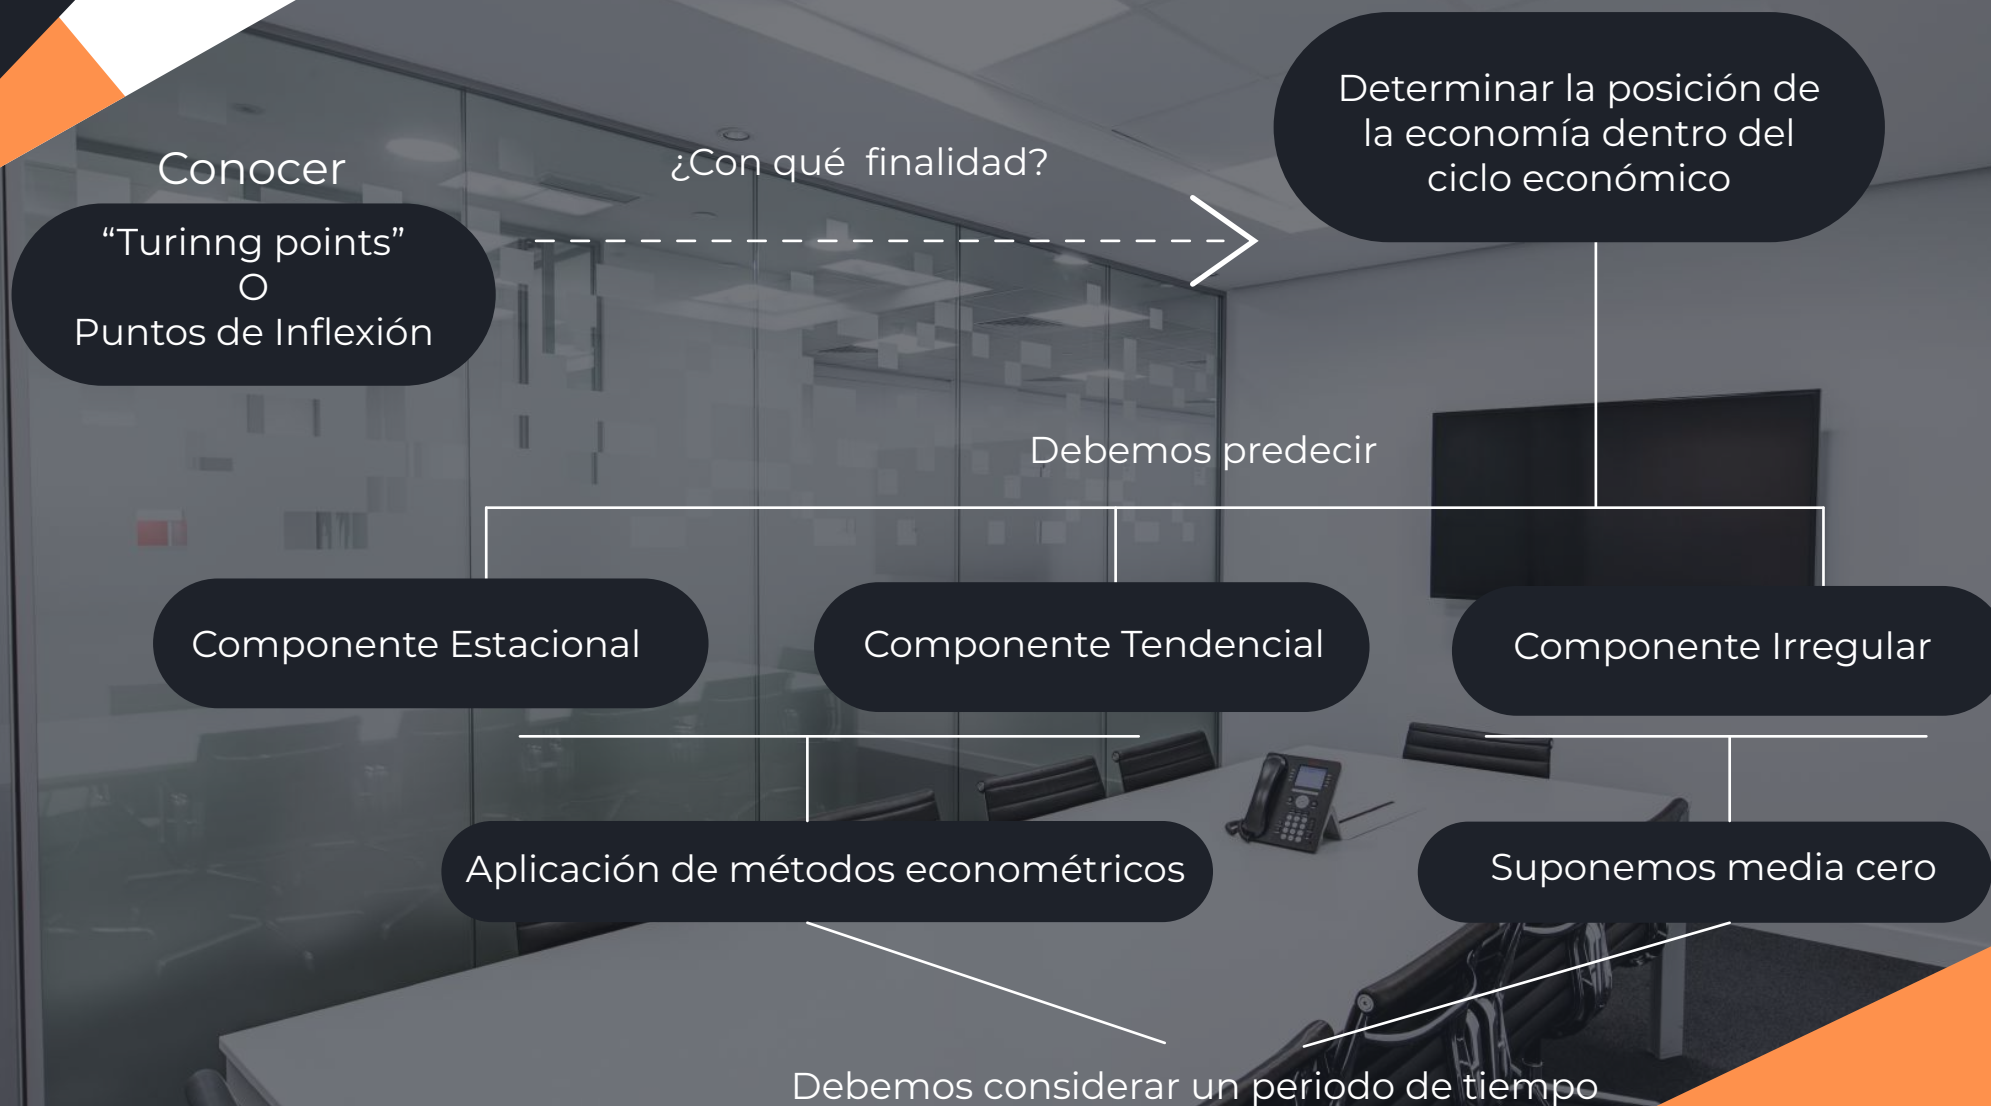 Conocer
“Turinng points”
O
Puntos de Inflexión
¿Con qué finalidad?
Determinar la posición de
la economía dentro del
ciclo económico
Debemos predecir
Componente Estacional
Componente Tendencial
Componente Irregular
Aplicación de métodos econométricos
Suponemos media cero
Debemos considerar un periodo de tiempo